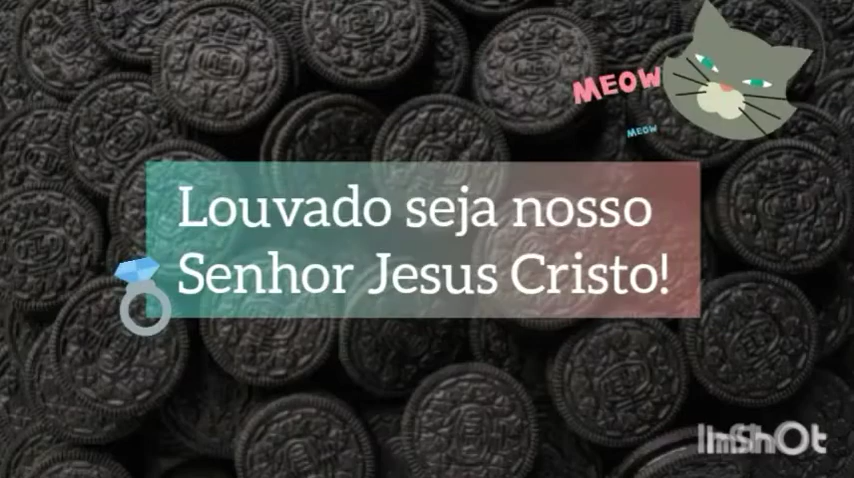 MEOW
MEOW
Louvado seja nosso
Senhor Jesus Cristo!
InShOt